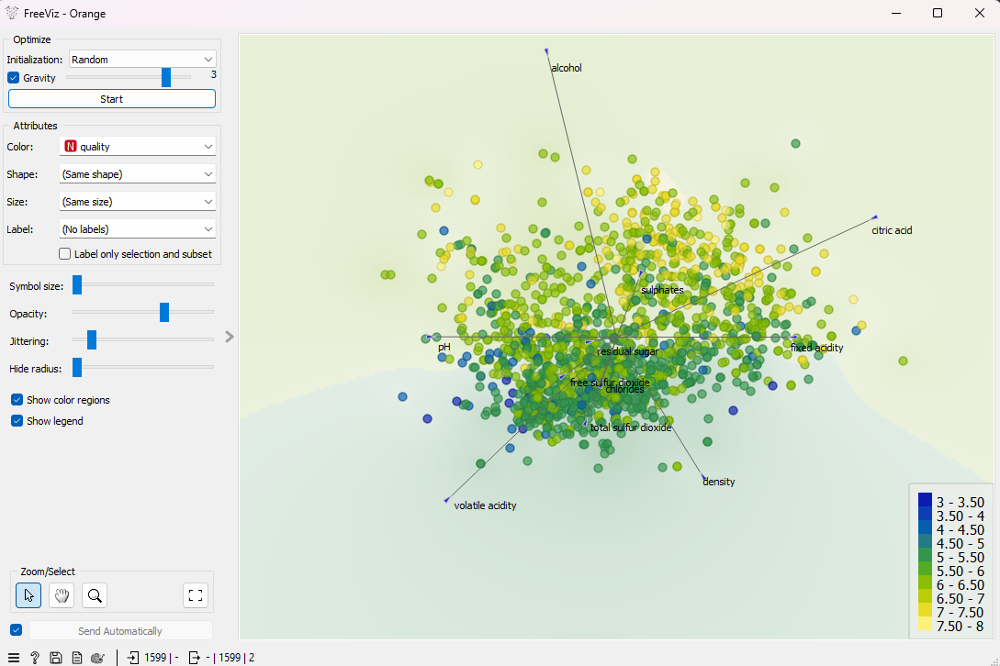 FreeViz - Orange
Optimize
Initialization: Random
Gravity 3
Start
Attributes
Color: N quality
Shape: (Same shape)
Size: (Same size)
Label: (No labels)
Label only selection and subset
Symbol size:
Opacity:
Jittering:
Hide radius:
Show color regions
Show legend
Zoom/Select
Send Automatically
1599 | - - | 1599 | 2
alcohol
citric acid
sulphates
pH
fixed acidity
residual sugar
free sulfur dioxide
chlorides
total sulfur dioxide
density
volatile acidity
3 - 3.50
3.50 - 4
4 - 4.50
4.50 - 5
5 - 5.50
5.50 - 6
6 - 6.50
6.50 - 7
7 - 7.50
7.50 - 8